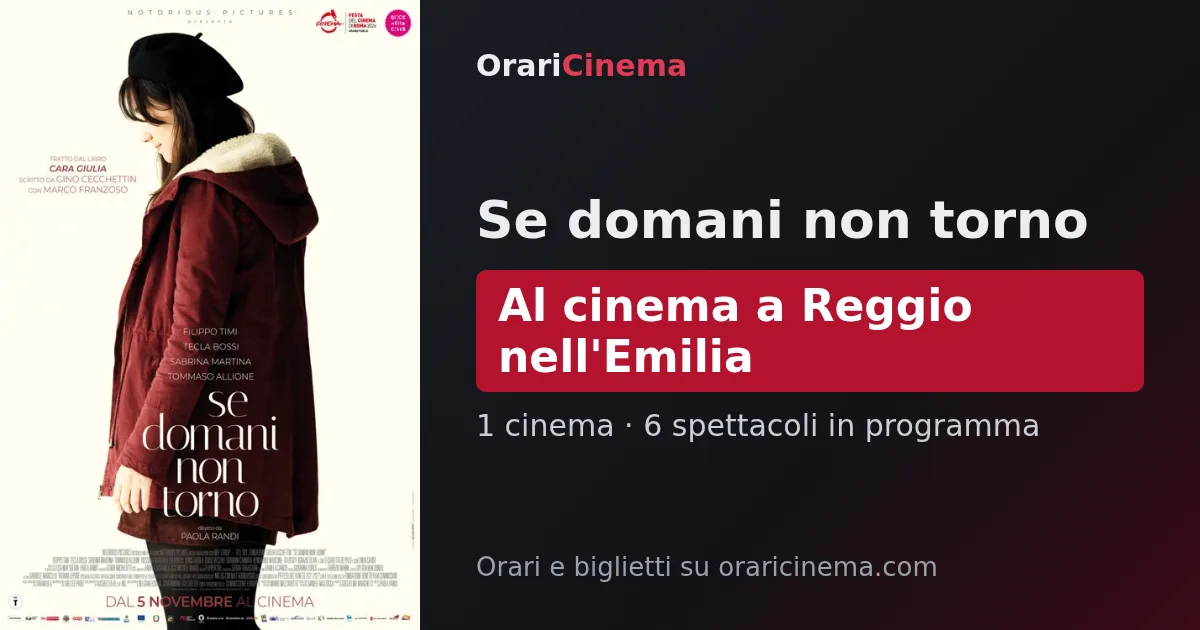 NOTORIOUS PICTURES
presenta
FESTA
DEL CINEMA
DI ROMA 2026
TRATTO DAL LIBRO
CARA GIULIA
SCRITTO DA GINO CECCHETTIN
CON MARCO FRANZOSO
FILIPPO TIMI
TECLA BOSSI
SABRINA MARTINA
TOMMASO ALLIONE
se
domani
non
torno
diretto da
PAOLA RANDI
DAL 5 NOVEMBRE AL CINEMA
OrariCinema
Se domani non torno
Al cinema a Reggio
nell'Emilia
1 cinema · 6 spettacoli in programma
Orari e biglietti su oraricinema.com